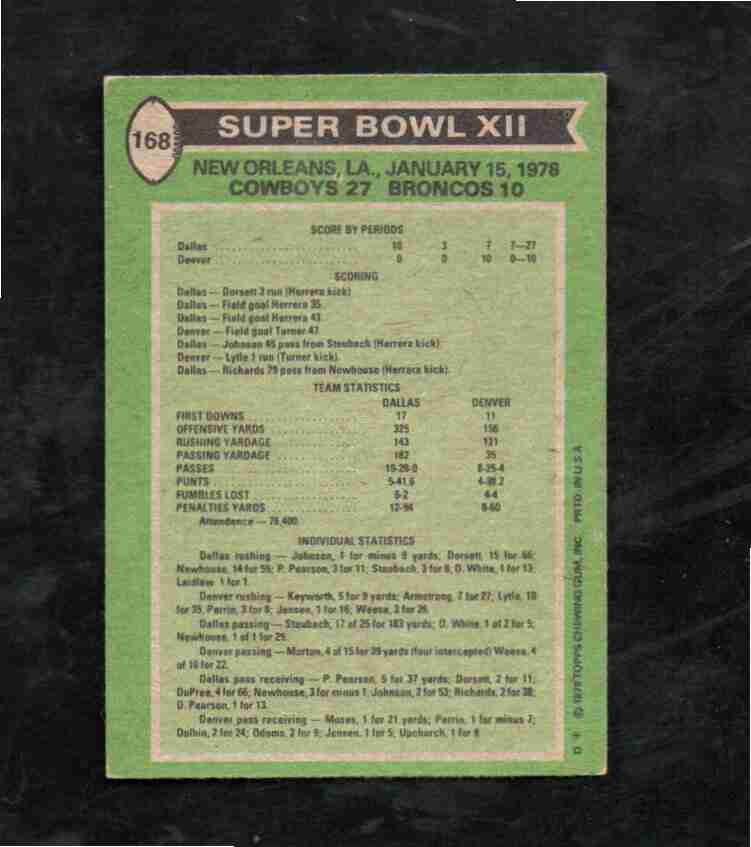 168
SUPER BOWL XII
NEW ORLEANS, LA., JANUARY 15, 1978
COWBOYS 27 BRONCOS 10
SCORE BY PERIODS
Dallas 10 3 7 7—27
Denver 0 0 10 0—10
SCORING
Dallas — Dorsett 3 run (Herrera kick)
Dallas — Field goal Herrera 35
Dallas — Field goal Herrera 43
Denver — Field goal Turner 47
Dallas — Johnson 45 pass from Staubach (Herrera kick)
Denver — Lytle 1 run (Turner kick)
Dallas — Richards 29 pass from Newhouse (Herrera kick)
TEAM STATISTICS
DALLAS DENVER
FIRST DOWNS 17 11
OFFENSIVE YARDS 325 156
RUSHING YARDAGE 143 121
PASSING YARDAGE 182 35
PASSES 19-28-0 8-25-4
PUNTS 5-41.6 4-38.2
FUMBLES LOST 6-2 4-4
PENALTIES YARDS 12-94 8-60
Attendance — 76,400
INDIVIDUAL STATISTICS
Dallas rushing — Johnson, 1 for minus 9 yards; Dorsett, 15 for 66;
Newhouse, 14 for 55; P. Pearson, 3 for 11; Staubach, 3 for 6; D. White, 1 for 13;
Laidlaw 1 for 1.
Denver rushing — Keyworth, 5 for 9 yards; Armstrong, 7 for 27; Lytle, 10
for 35, Perrin, 3 for 8; Jensen, 1 for 16; Weese, 3 for 26.
Dallas passing — Staubach, 17 of 25 for 183 yards; D. White, 1 of 2 for 5;
Newhouse, 1 of 1 for 29.
Denver passing — Morton, 4 of 15 for 39 yards (four intercepted) Weese, 4
of 10 for 22.
Dallas pass receiving — P. Pearson, 5 for 37 yards; Dorsett, 2 for 11;
DuPree, 4 for 66; Newhouse, 3 for minus 1; Johnson, 2 for 53; Richards, 2 for 38;
D. Pearson, 1 for 13.
Denver pass receiving — Moses, 1 for 21 yards; Perrin, 1 for minus 7;
Dolbin, 2 for 24; Odoms, 2 for 9; Jensen, 1 for 5, Upchurch, 1 for 9
© 1978 TOPPS CHEWING GUM, INC. PRTD. IN U.S.A.